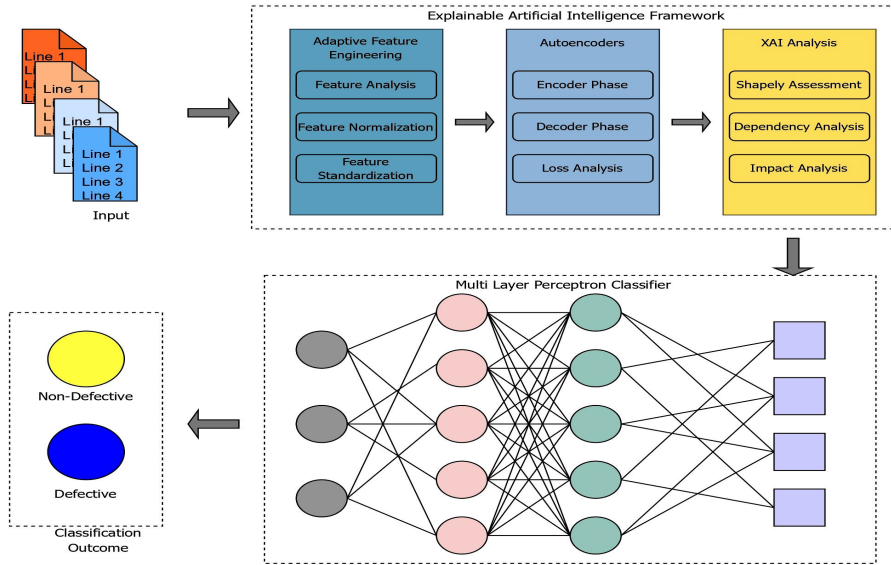 Explainable Artificial Intelligence Framework
Line 1
Line 1
Line 1
Line 1
Line 2
Line 3
Line 4
Input
Adaptive Feature
Engineering
Feature Analysis
Feature Normalization
Feature
Standardization
Autoencoders
Encoder Phase
Decoder Phase
Loss Analysis
XAI Analysis
Shapely Assessment
Dependency Analysis
Impact Analysis
Multi Layer Perceptron Classifier
Non-Defective
Defective
Classification
Outcome